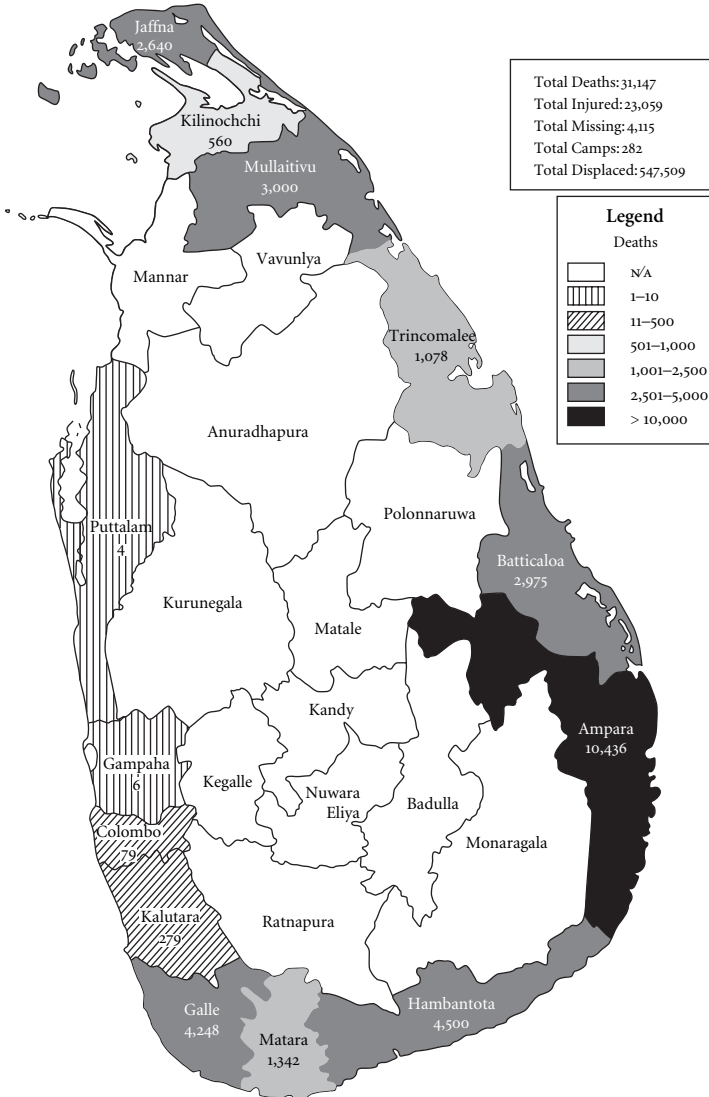 Jaffna
2,640
Total Deaths: 31,147
Total Injured: 23,059
Total Missing: 4,115
Total Camps: 282
Total Displaced: 547,509
Kilinochchi
560
Mullaitivu
3,000
Legend
Deaths
N/A
1–10
11–500
501–1,000
1,001–2,500
2,501–5,000
> 10,000
Vavunlya
Mannar
Trincomalee
1,078
Anuradhapura
Polonnaruwa
Puttalam
4
Batticaloa
2,975
Kurunegala
Matale
Kandy
Ampara
10,436
Gampaha
6
Kegalle
Nuwara
Eliya
Badulla
Colombo
79
Monaragala
Kalutara
279
Ratnapura
Galle
4,248
Hambantota
4,500
Matara
1,342